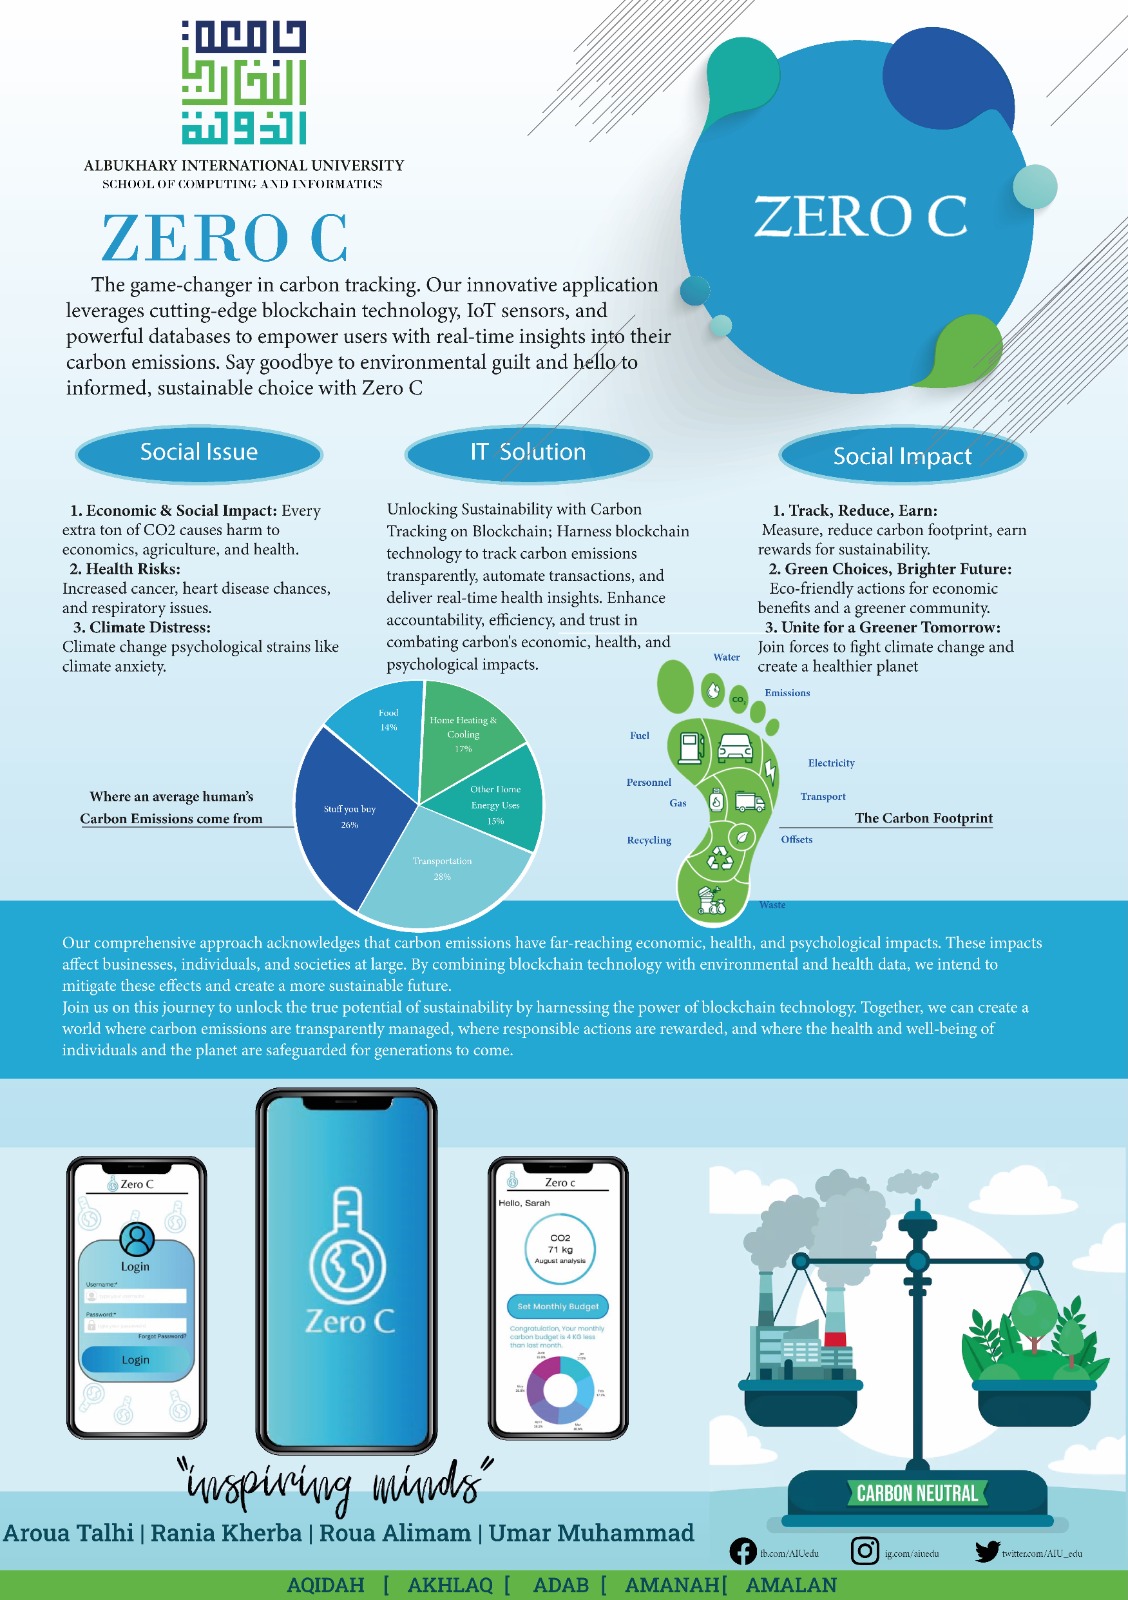 جامعة
البخاري
الدولية
ALBUKHARY INTERNATIONAL UNIVERSITY
SCHOOL OF COMPUTING AND INFORMATICS
ZERO C
ZERO C
The game-changer in carbon tracking. Our innovative application
leverages cutting-edge blockchain technology, IoT sensors, and
powerful databases to empower users with real-time insights into their
carbon emissions. Say goodbye to environmental guilt and hello to
informed, sustainable choice with Zero C
Social Issue
1. Economic & Social Impact: Every
extra ton of CO2 causes harm to
economics, agriculture, and health.
2. Health Risks:
Increased cancer, heart disease chances,
and respiratory issues.
3. Climate Distress:
Climate change psychological strains like
climate anxiety.
IT Solution
Unlocking Sustainability with Carbon
Tracking on Blockchain; Harness blockchain
technology to track carbon emissions
transparently, automate transactions, and
deliver real-time health insights. Enhance
accountability, efficiency, and trust in
combating carbon's economic, health, and
psychological impacts.
Social Impact
1. Track, Reduce, Earn:
Measure, reduce carbon footprint, earn
rewards for sustainability.
2. Green Choices, Brighter Future:
Eco-friendly actions for economic
benefits and a greener community.
3. Unite for a Greener Tomorrow:
Join forces to fight climate change and
create a healthier planet
Where an average human's
Carbon Emissions come from
Food
14%
Home Heating &
Cooling
17%
Other Home
Energy Uses
15%
Stuff you buy
26%
Transportation
28%
Water
CO2
Emissions
Fuel
Electricity
Personnel
Transport
Gas
The Carbon Footprint
Recycling
Offsets
Waste
Our comprehensive approach acknowledges that carbon emissions have far-reaching economic, health, and psychological impacts. These impacts
affect businesses, individuals, and societies at large. By combining blockchain technology with environmental and health data, we intend to
mitigate these effects and create a more sustainable future.
Join us on this journey to unlock the true potential of sustainability by harnessing the power of blockchain technology. Together, we can create a
world where carbon emissions are transparently managed, where responsible actions are rewarded, and where the health and well-being of
individuals and the planet are safeguarded for generations to come.
Zero C
Login
Username:*
Password:*
Forgot Password?
Login
Zero C
Zero c
Hello, Sarah
CO2
71 kg
August analysis
Set Monthly Budget
Congratulation, Your monthly
carbon budget is 4 KG less
than last month.
CARBON NEUTRAL
"inspiring minds"
Aroua Talhi | Rania Kherba | Roua Alimam | Umar Muhammad
fb.com/AIUedu
ig.com/aiuedu
twitter.com/AIU_edu
AQIDAH [ AKHLAQ [ ADAB [ AMANAH[ AMALAN